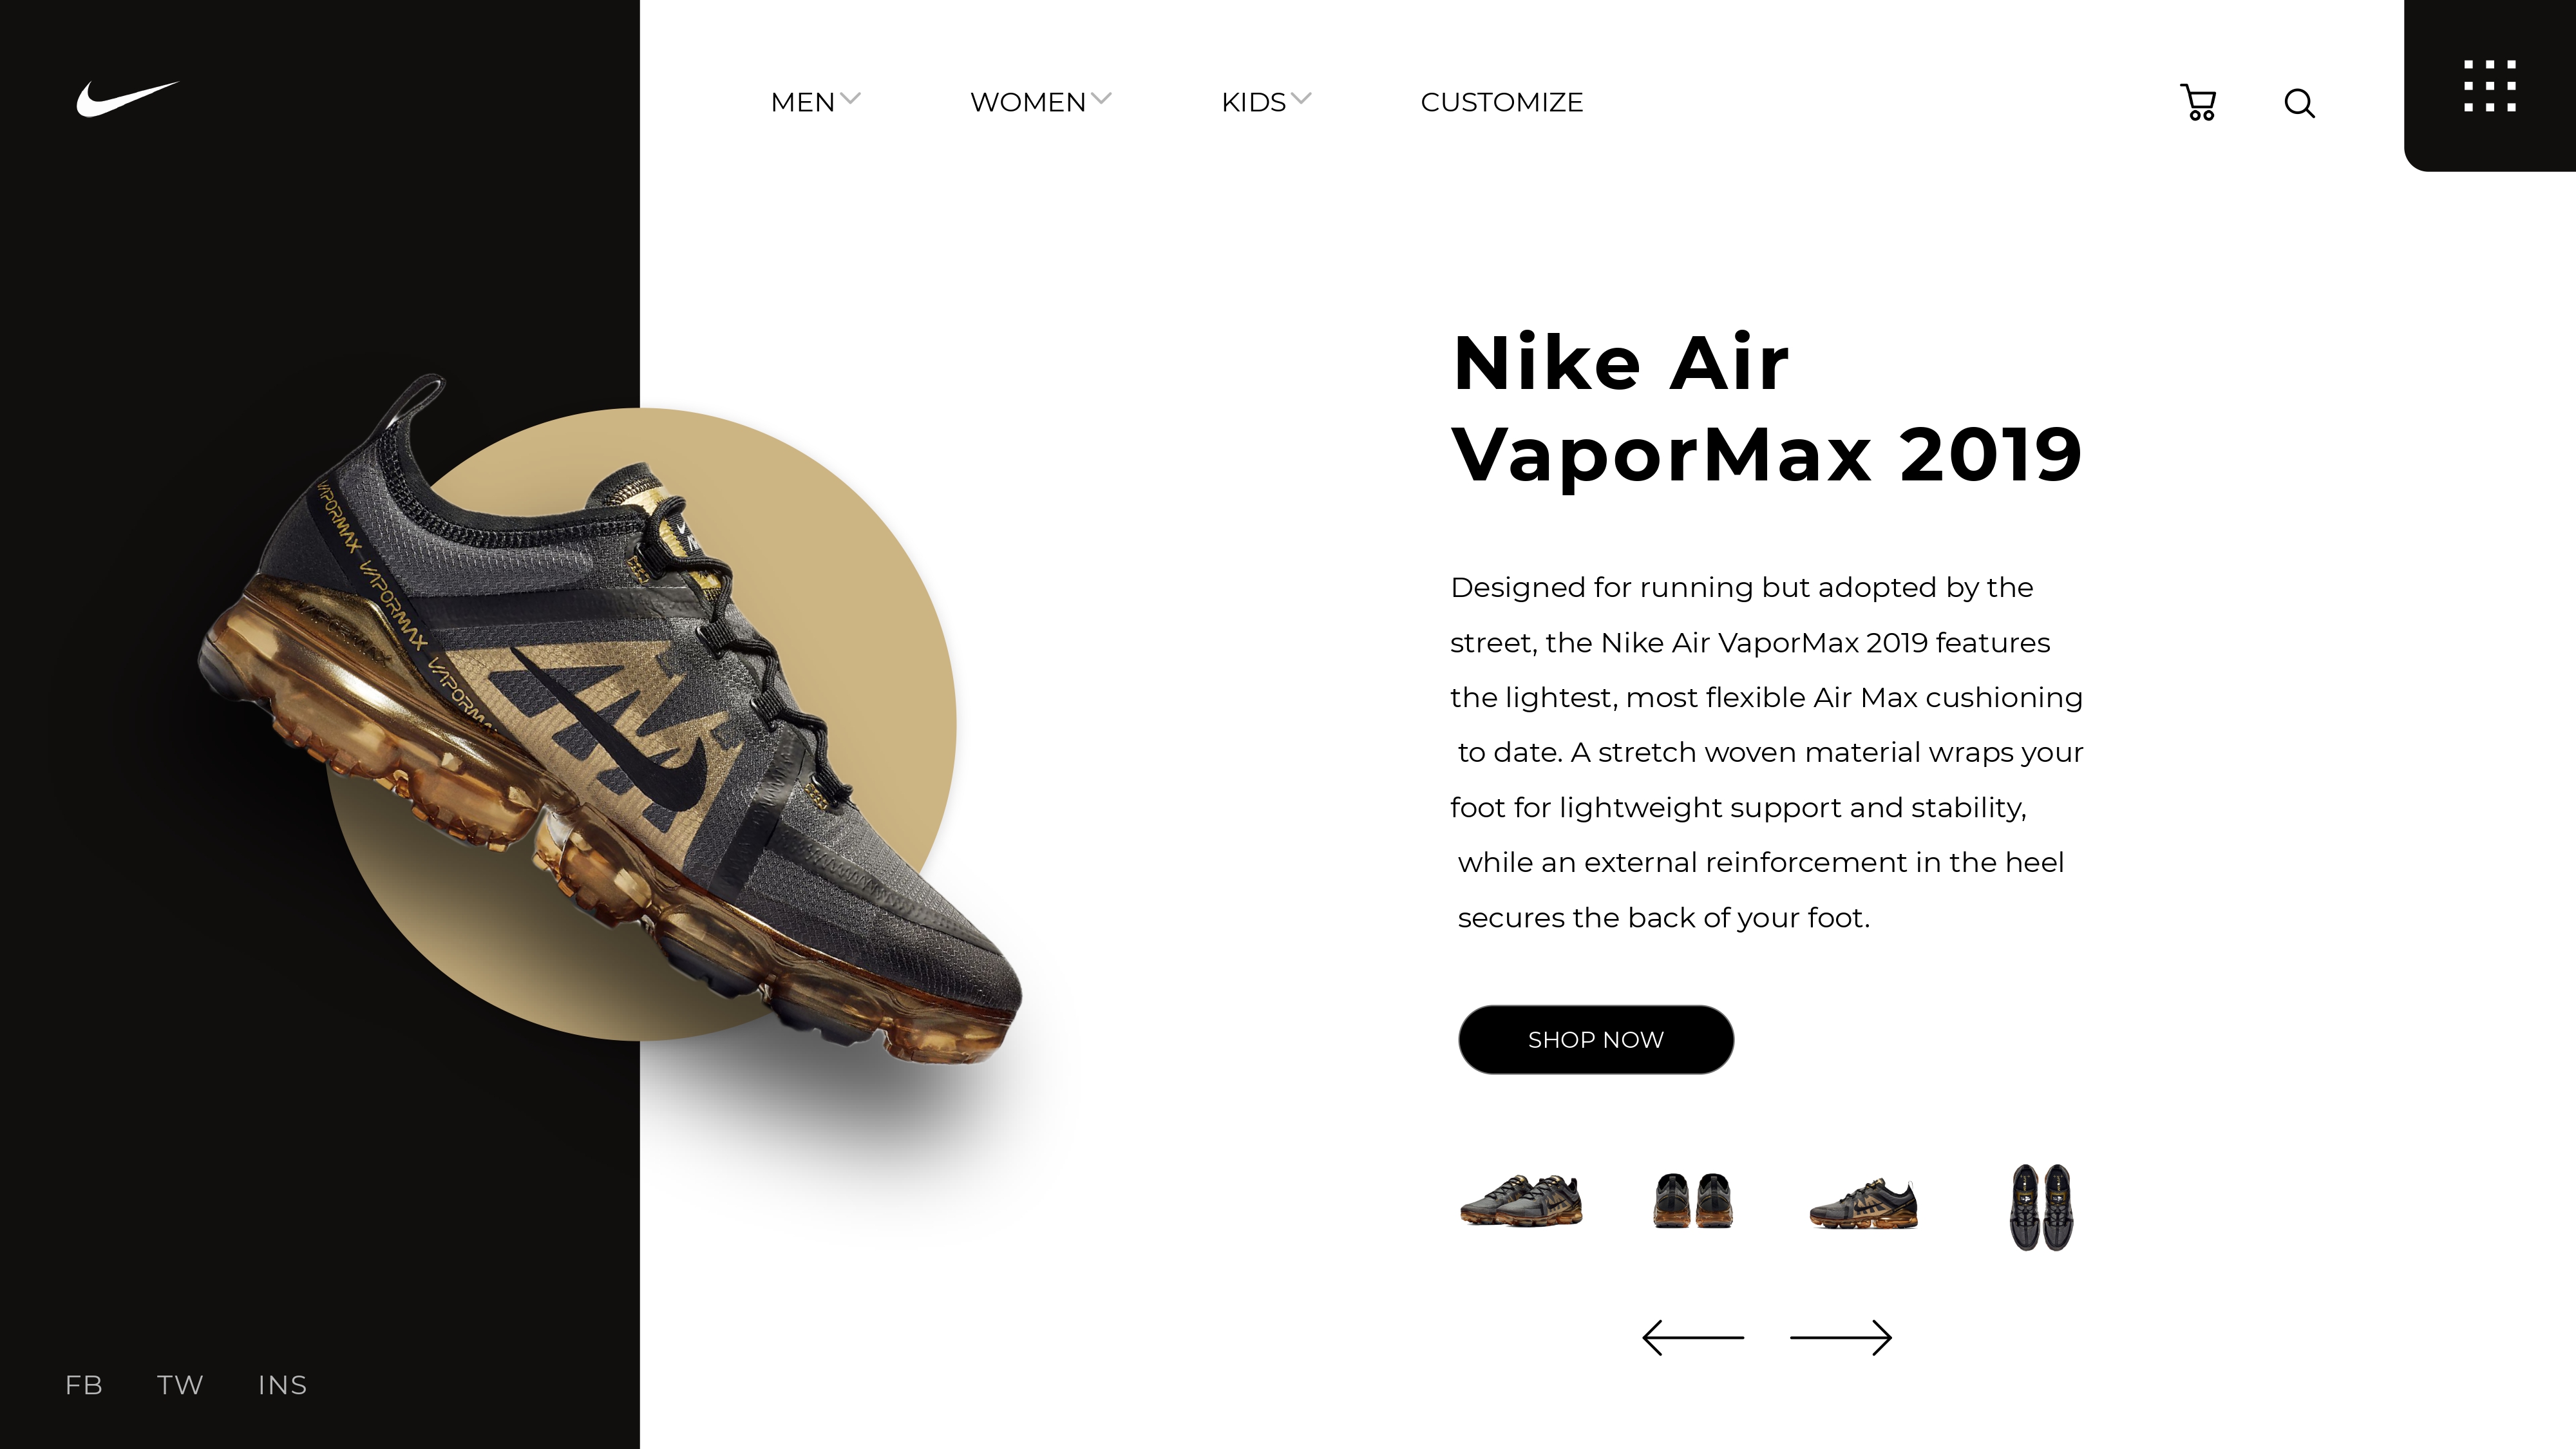 MEN
WOMEN
KIDS
CUSTOMIZE
Nike Air
VaporMax 2019
Designed for running but adopted by the
street, the Nike Air VaporMax 2019 features
the lightest, most flexible Air Max cushioning
to date. A stretch woven material wraps your
foot for lightweight support and stability,
while an external reinforcement in the heel
secures the back of your foot.
SHOP NOW
VAPORMAX VAPORMAX VAPORMA
FB
TW
INS